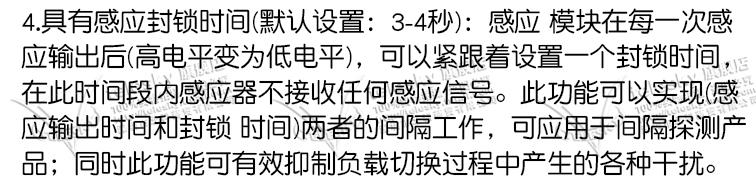 4.具有感应封锁时间(默认设置：3-4秒)：感应 模块在每一次感
应输出后(高电平变为低电平)，可以紧跟着设置一个封锁时间，
在此时间段内感应器不接收任何感应信号。此功能可以实现(感
应输出时间和封锁 时间)两者的间隔工作，可应用于间隔探测产
品；同时此功能可有效抑制负载切换过程中产生的各种干扰。